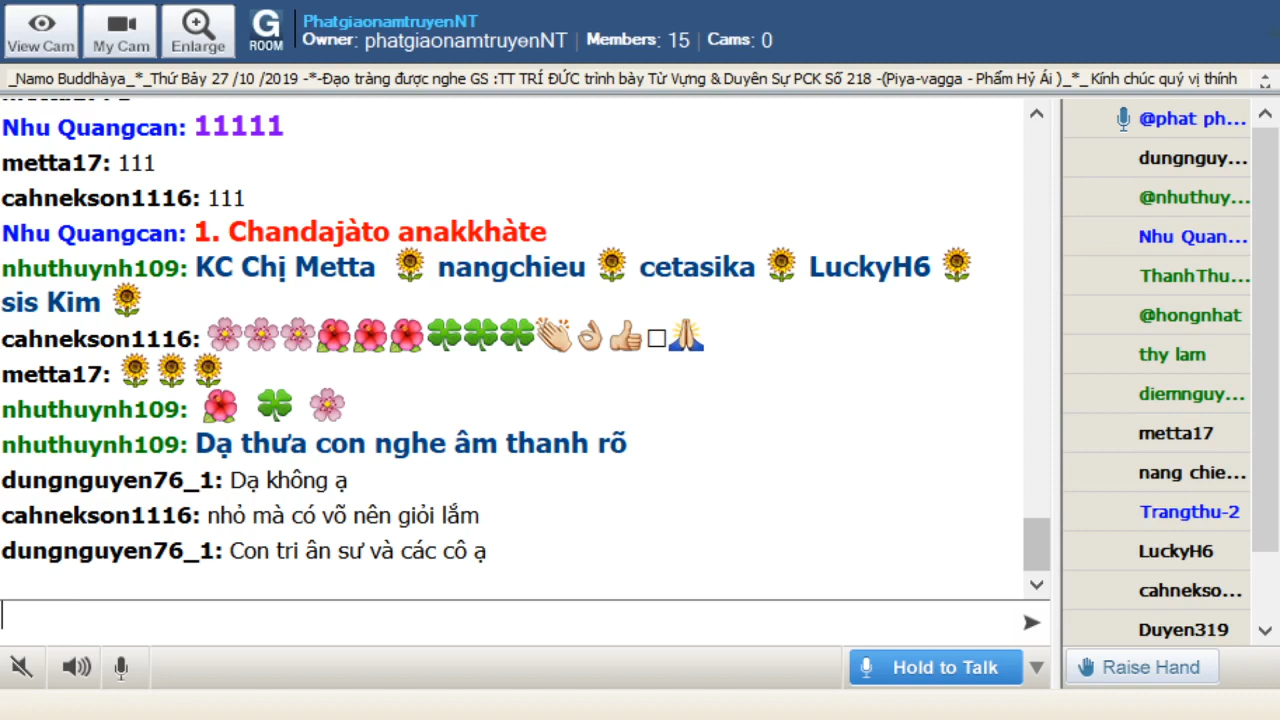 View Cam
My Cam
Enlarge
G
ROOM
PhatgiaonamtruyenNT
Owner: phatgiaonamtruyenNT | Members: 15 | Cams: 0
_Namo Buddhàya_*_Thứ Bảy 27 /10 /2019 -*-Đạo tràng được nghe GS :TT TRÍ ĐỨC trình bày Từ Vựng & Duyên Sự PCK Số 218 -(Piya-vagga - Phẩm Hỷ Ái )_*_ Kính chúc quý vị thính
Nhu Quangcan: 11111
metta17: 111
cahnekson1116: 111
Nhu Quangcan: 1. Chandajàto anakkhàte
nhuthuynh109: KC Chị Metta 🌻 nangchieu 🌻 cetasika 🌻 LuckyH6 🌻
sis Kim 🌻
cahnekson1116: 🌸🌸🌸🌺🌺🌺🍀🍀🍀👏👌👍□🙏
metta17: 🌻🌻🌻
nhuthuynh109: 🌺 🍀 🌸
nhuthuynh109: Dạ thưa con nghe âm thanh rõ
dungnguyen76_1: Dạ không ạ
cahnekson1116: nhỏ mà có võ nên giỏi lắm
dungnguyen76_1: Con tri ân sư và các cô ạ
@phat ph...
dungnguy...
@nhuthuy...
Nhu Quan...
ThanhThu...
@hongnhat
thy lam
diemnguy...
metta17
nang chie...
Trangthu-2
LuckyH6
cahnekso...
Duyen319
Hold to Talk
Raise Hand